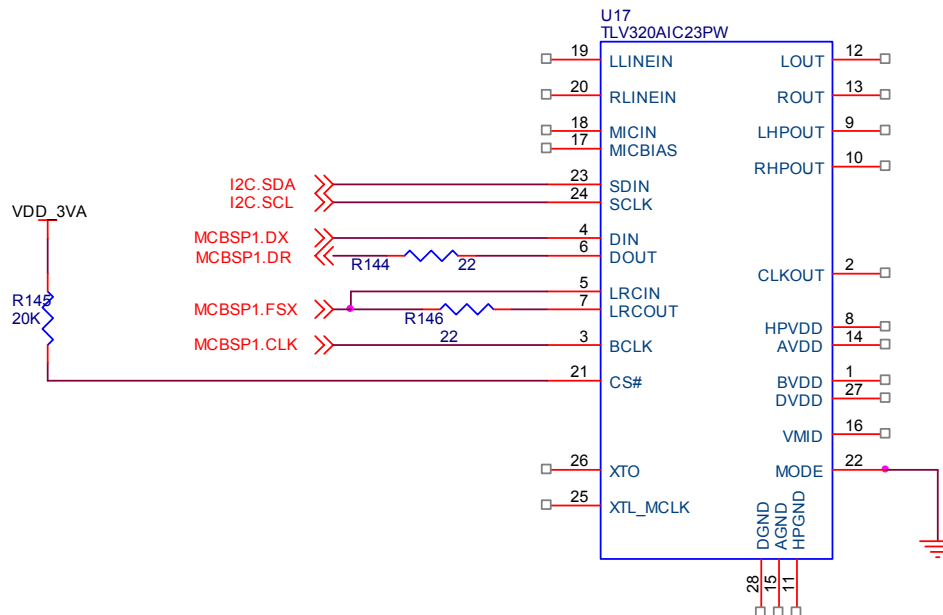 U17
TLV320AIC23PW
19 LLINEIN LOUT 12
20 RLINEIN ROUT 13
18 MICIN LHPOUT 9
17 MICBIAS
RHPOUT 10
I2C.SDA 23 SDIN
I2C.SCL 24 SCLK
VDD_3VA
MCBSP1.DX 4 DIN
MCBSP1.DR R144 22 6 DOUT
CLKOUT 2
5 LRCIN
R145
20K
MCBSP1.FSX R146 22 7 LRCOUT
HPVDD 8
MCBSP1.CLK 3 BCLK AVDD 14
21 CS# BVDD 1
DVDD 27
VMID 16
26 XTO MODE 22
25 XTL_MCLK
DGND AGND HPGND
28 15 11